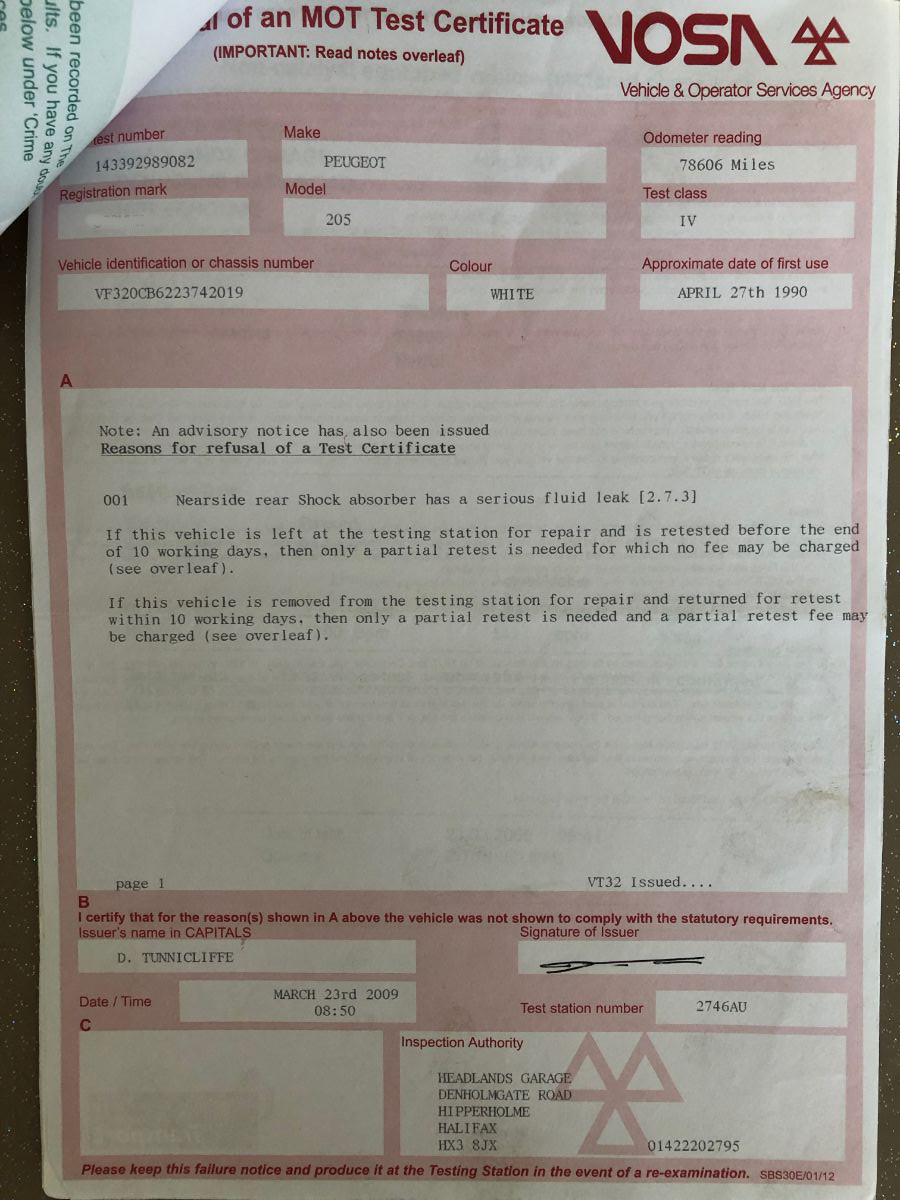 been recorded on The
ults. If you have any doubt
below under 'Crime
of an MOT Test Certificate
(IMPORTANT: Read notes overleaf)
VOSA
Vehicle & Operator Services Agency
test number
Make
Odometer reading
143392989082
PEUGEOT
78606 Miles
Registration mark
Model
Test class
205
IV
Vehicle identification or chassis number
Colour
Approximate date of first use
VF320CB6223742019
WHITE
APRIL 27th 1990
A
Note: An advisory notice has also been issued
Reasons for refusal of a Test Certificate
001 Nearside rear Shock absorber has a serious fluid leak [2.7.3]
If this vehicle is left at the testing station for repair and is retested before the end
of 10 working days, then only a partial retest is needed for which no fee may be charged
(see overleaf).
If this vehicle is removed from the testing station for repair and returned for retest
within 10 working days, then only a partial retest is needed and a partial retest fee may
be charged (see overleaf).
page 1
VT32 Issued....
B
I certify that for the reason(s) shown in A above the vehicle was not shown to comply with the statutory requirements.
Issuer's name in CAPITALS
Signature of Issuer
D. TUNNICLIFFE
Date / Time
MARCH 23rd 2009
08:50
Test station number
2746AU
C
Inspection Authority
HEADLANDS GARAGE
DENHOLMGATE ROAD
HIPPERHOLME
HALIFAX
HX3 8JX
01422202795
Please keep this failure notice and produce it at the Testing Station in the event of a re-examination. SBS30E/01/12